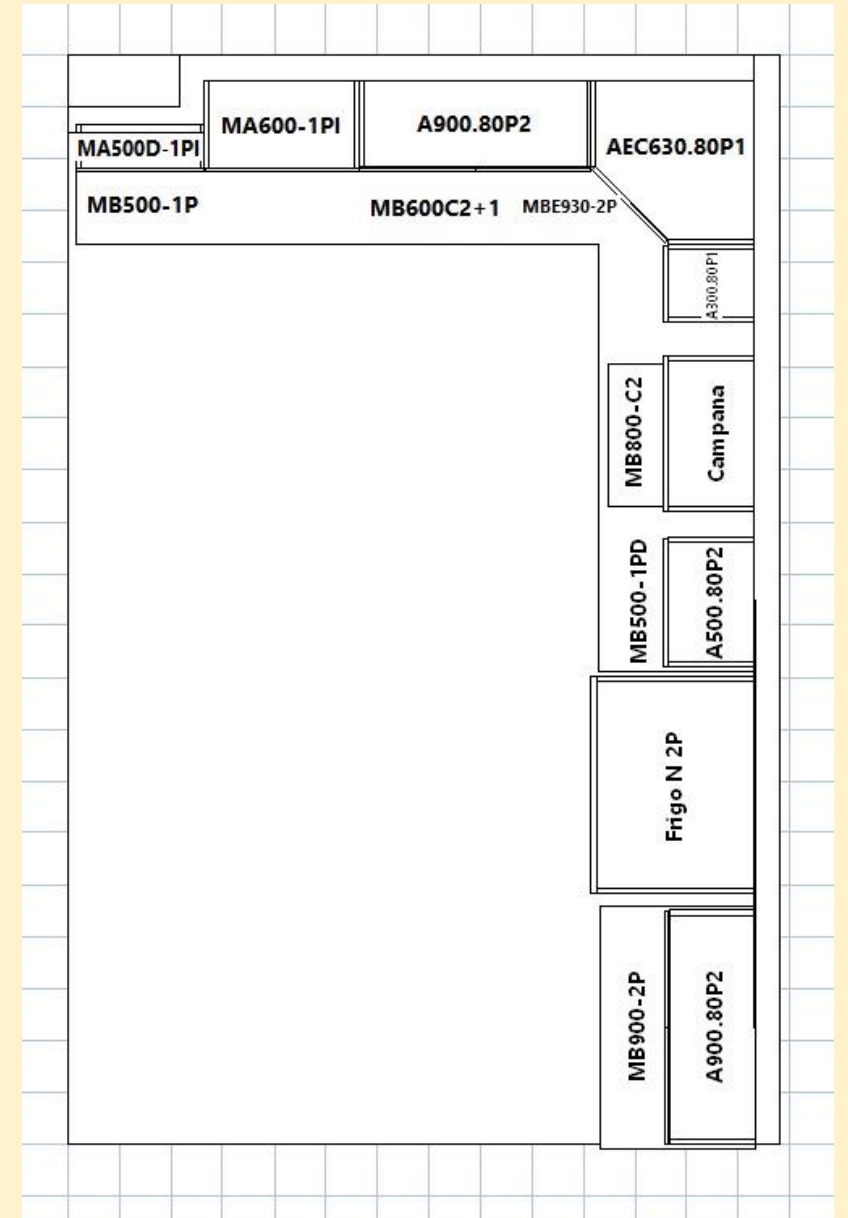 MA600-1PI
A900.80P2
MA500D-1PI
AEC630.80P1
MB500-1P
MB600C2+1
MBE930-2P
A300.80P1
MB800-C2
Campana
MB500-1PD
A500.80P2
Frigo N 2P
MB900-2P
A900.80P2